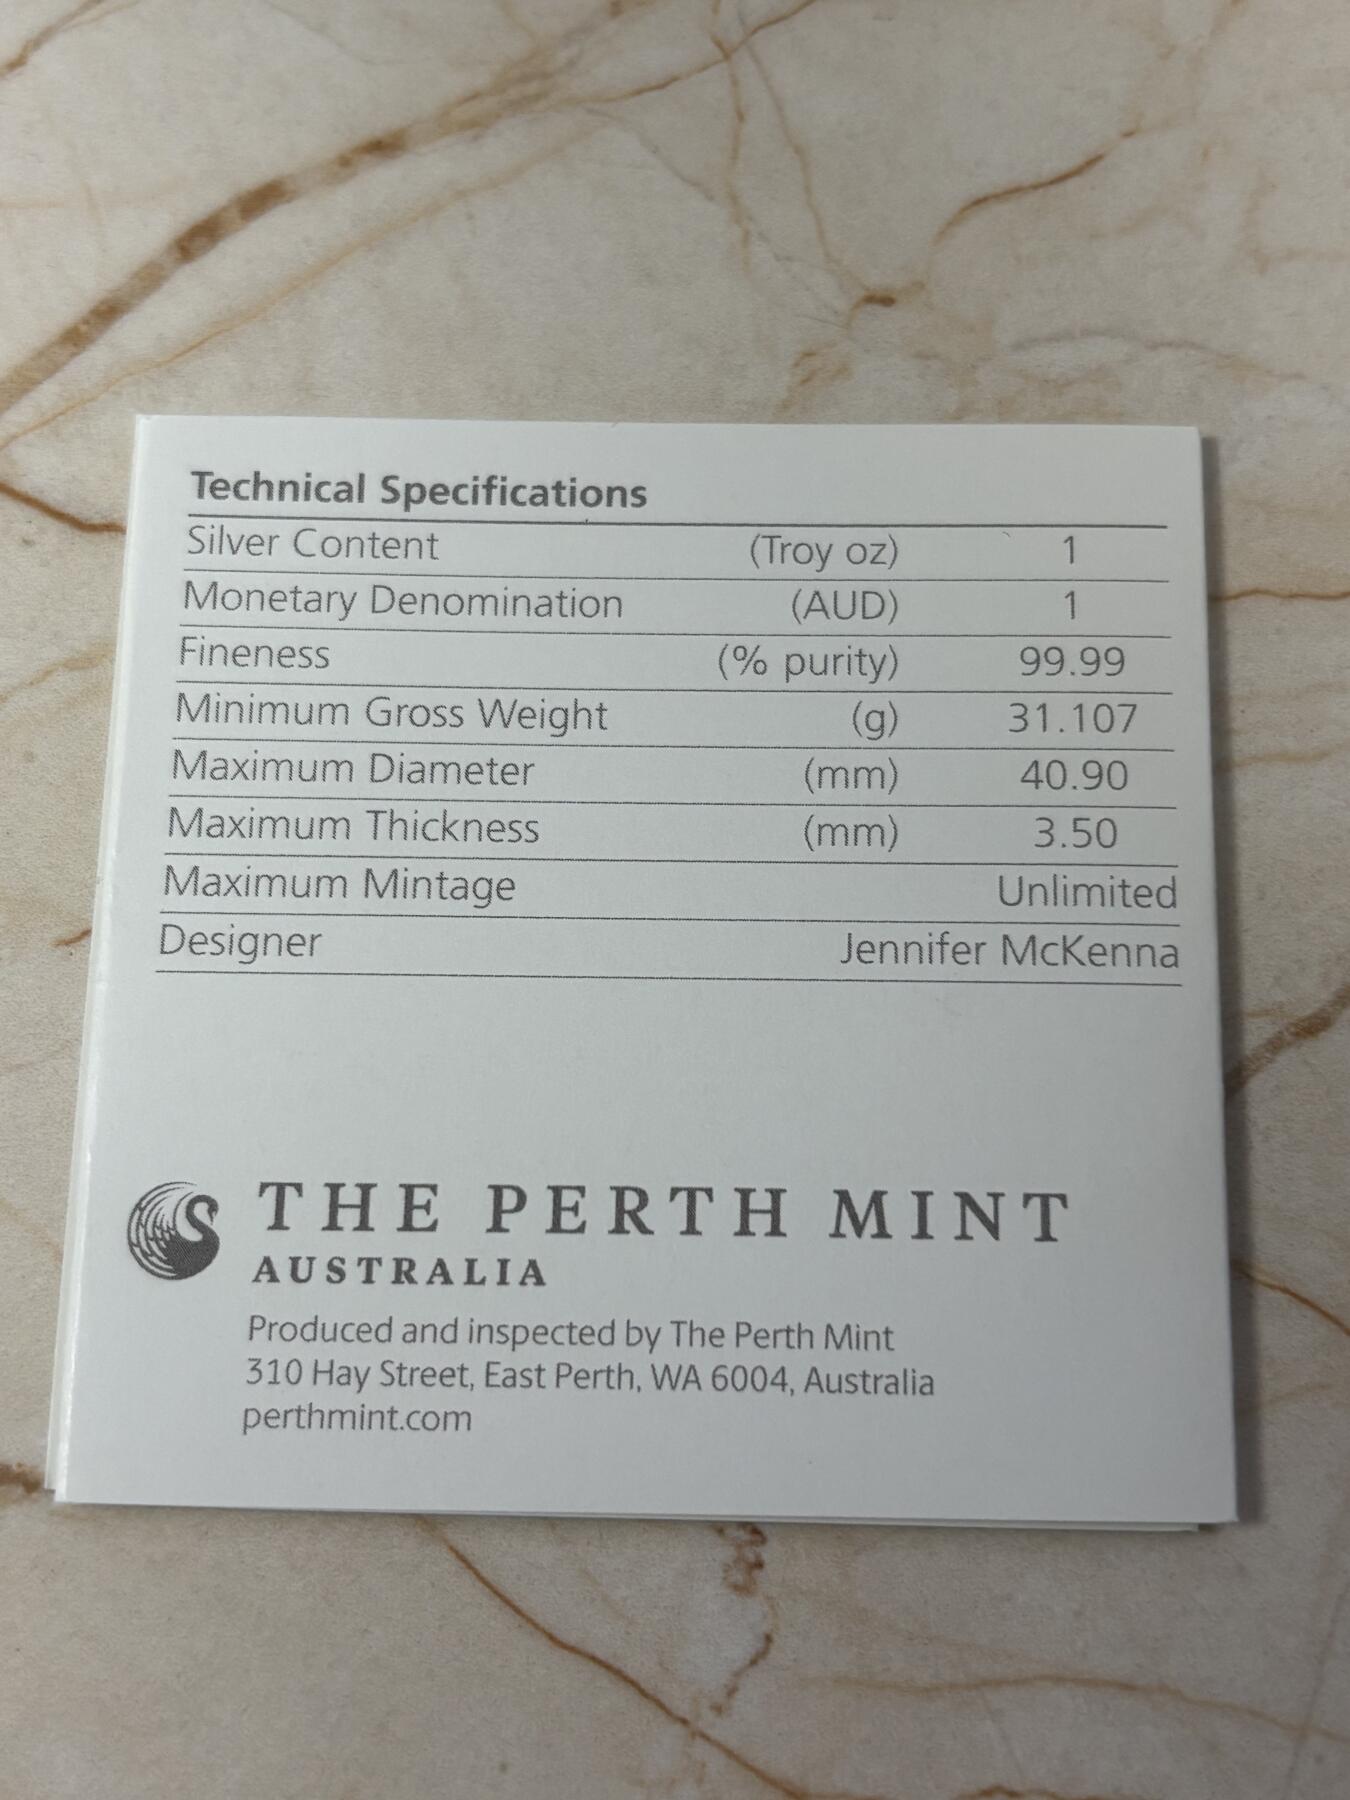 Technical Specifications
Silver Content (Troy oz) 1
Monetary Denomination (AUD) 1
Fineness (% purity) 99.99
Minimum Gross Weight (g) 31.107
Maximum Diameter (mm) 40.90
Maximum Thickness (mm) 3.50
Maximum Mintage Unlimited
Designer Jennifer McKenna
THE PERTH MINT
AUSTRALIA
Produced and inspected by The Perth Mint
310 Hay Street, East Perth, WA 6004, Australia
perthmint.com